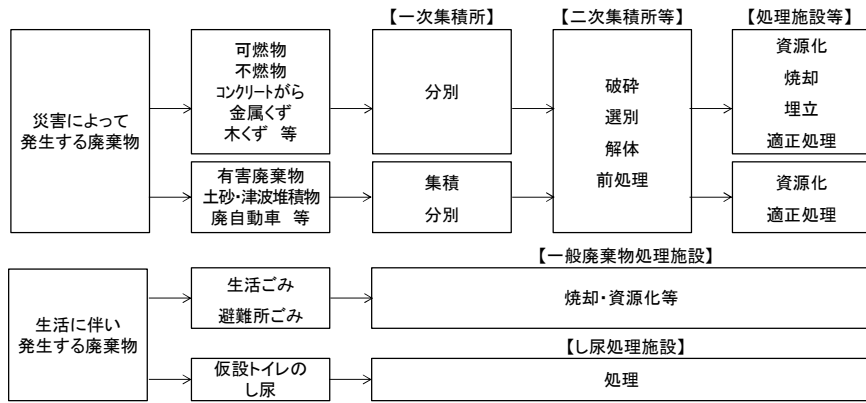 【一次集積所】
【二次集積所等】
【処理施設等】
災害によって
発生する廃棄物
可燃物
不燃物
コンクリートがら
金属くず
木くず 等
分別
破砕
選別
解体
前処理
資源化
焼却
埋立
適正処理
有害廃棄物
土砂・津波堆積物
廃自動車 等
集積
分別
資源化
適正処理
【一般廃棄物処理施設】
生活に伴い
発生する廃棄物
生活ごみ
避難所ごみ
焼却・資源化等
【し尿処理施設】
仮設トイレの
し尿
処理